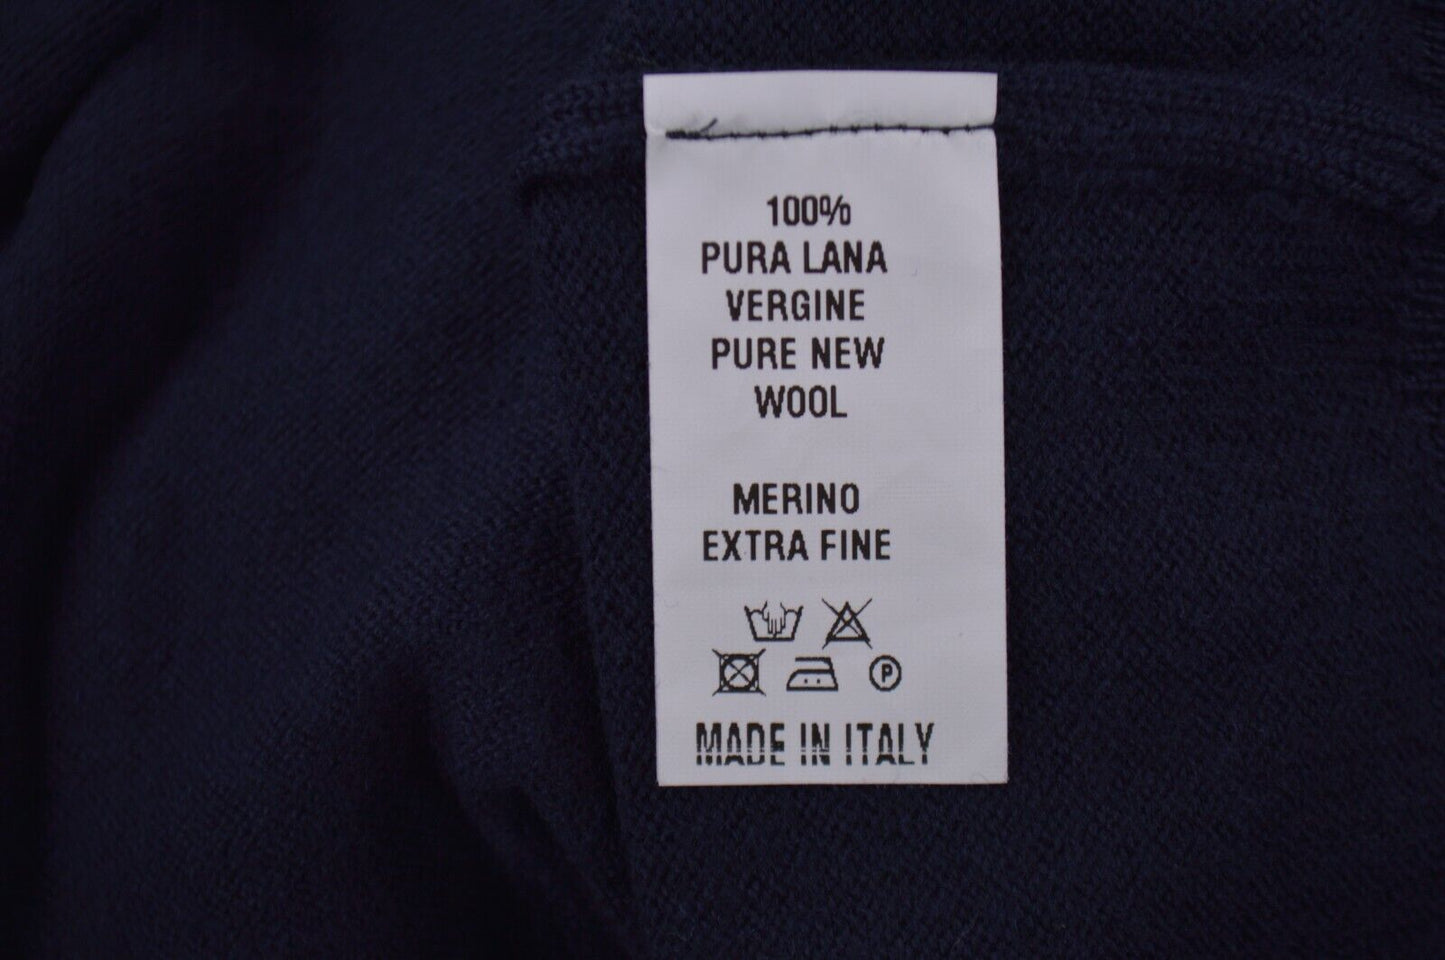 100%
PURA LANA
VERGINE
PURE NEW
WOOL
MERINO
EXTRA FINE
P
MADE IN ITALY